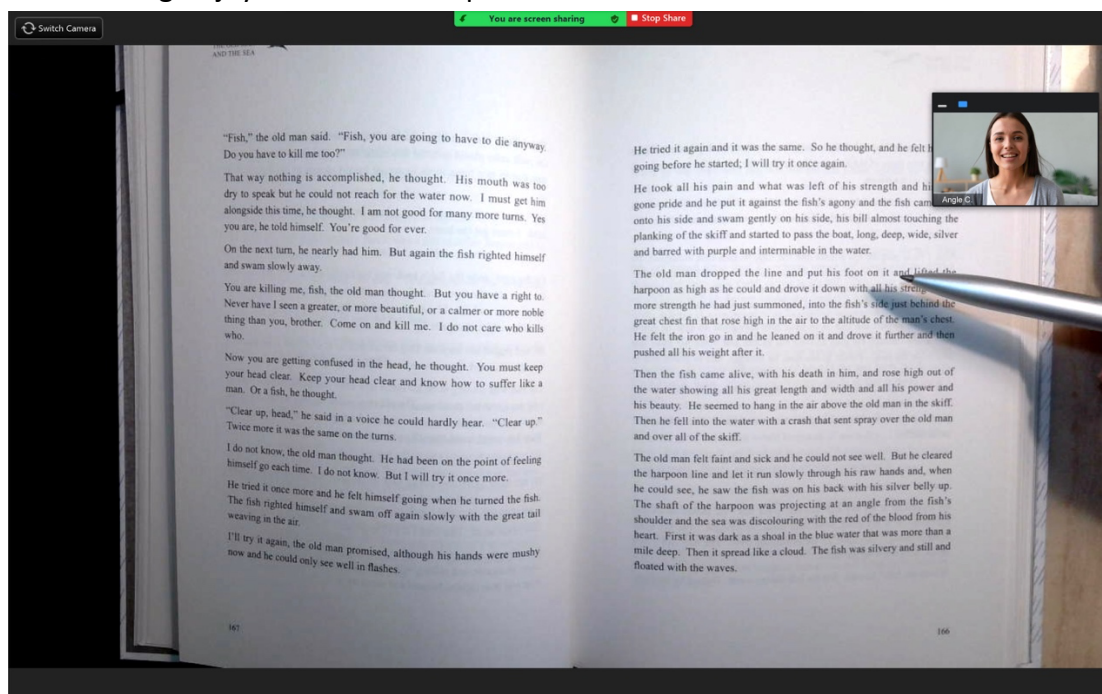 Switch Camera
You are screen sharing
Stop Share
AND THE SEA
"Fish," the old man said. "Fish, you are going to have to die anyway.
Do you have to kill me too?"
That way nothing is accomplished, he thought. His mouth was too
dry to speak but he could not reach for the water now. I must get him
alongside this time, he thought. I am not good for many more turns. Yes
you are, he told himself. You're good for ever.
On the next turn, he nearly had him. But again the fish righted himself
and swam slowly away.
You are killing me, fish, the old man thought. But you have a right to.
Never have I seen a greater, or more beautiful, or a calmer or more noble
thing than you, brother. Come on and kill me. I do not care who kills
who.
Now you are getting confused in the head, he thought. You must keep
your head clear. Keep your head clear and know how to suffer like a
man. Or a fish, he thought.
"Clear up, head," he said in a voice he could hardly hear. "Clear up."
Twice more it was the same on the turns.
I do not know, the old man thought. He had been on the point of feeling
himself go each time. I do not know. But I will try it once more.
He tried it once more and he felt himself going when he turned the fish.
The fish righted himself and swam off again slowly with the great tail
weaving in the air.
I'll try it again, the old man promised, although his hands were mushy
now and he could only see well in flashes.
167
He tried it again and it was the same. So he thought, and he felt
going before he started; I will try it once again.
He took all his pain and what was left of his strength and
gone pride and he put it against the fish's agony and the fish
onto his side and swam gently on his side, his bill almost touching the
planking of the skiff and started to pass the boat, long, deep, wide, silver
and barred with purple and interminable in the water.
The old man dropped the line and put his foot on it and lifted the
harpoon as high as he could and drove it down with all his
more strength he had just summoned, into the fish's side just behind the
great chest fin that rose high in the air to the altitude of the man's chest.
He felt the iron go in and he leaned on it and drove it further and then
pushed all his weight after it.
Then the fish came alive, with his death in him, and rose high out of
the water showing all his great length and width and all his power and
his beauty. He seemed to hang in the air above the old man in the skiff.
Then he fell into the water with a crash that sent spray over the old man
and over all of the skiff.
The old man felt faint and sick and he could not see well. But he cleared
the harpoon line and let it run slowly through his raw hands and, when
he could see, he saw the fish was on his back with his silver belly up.
The shaft of the harpoon was projecting at an angle from the fish's
shoulder and the sea was discolouring with the red of the blood from his
heart. First it was dark as a shoal in the blue water that was more than a
mile deep. Then it spread like a cloud. The fish was silvery and still and
floated with the waves.
166
Angle C